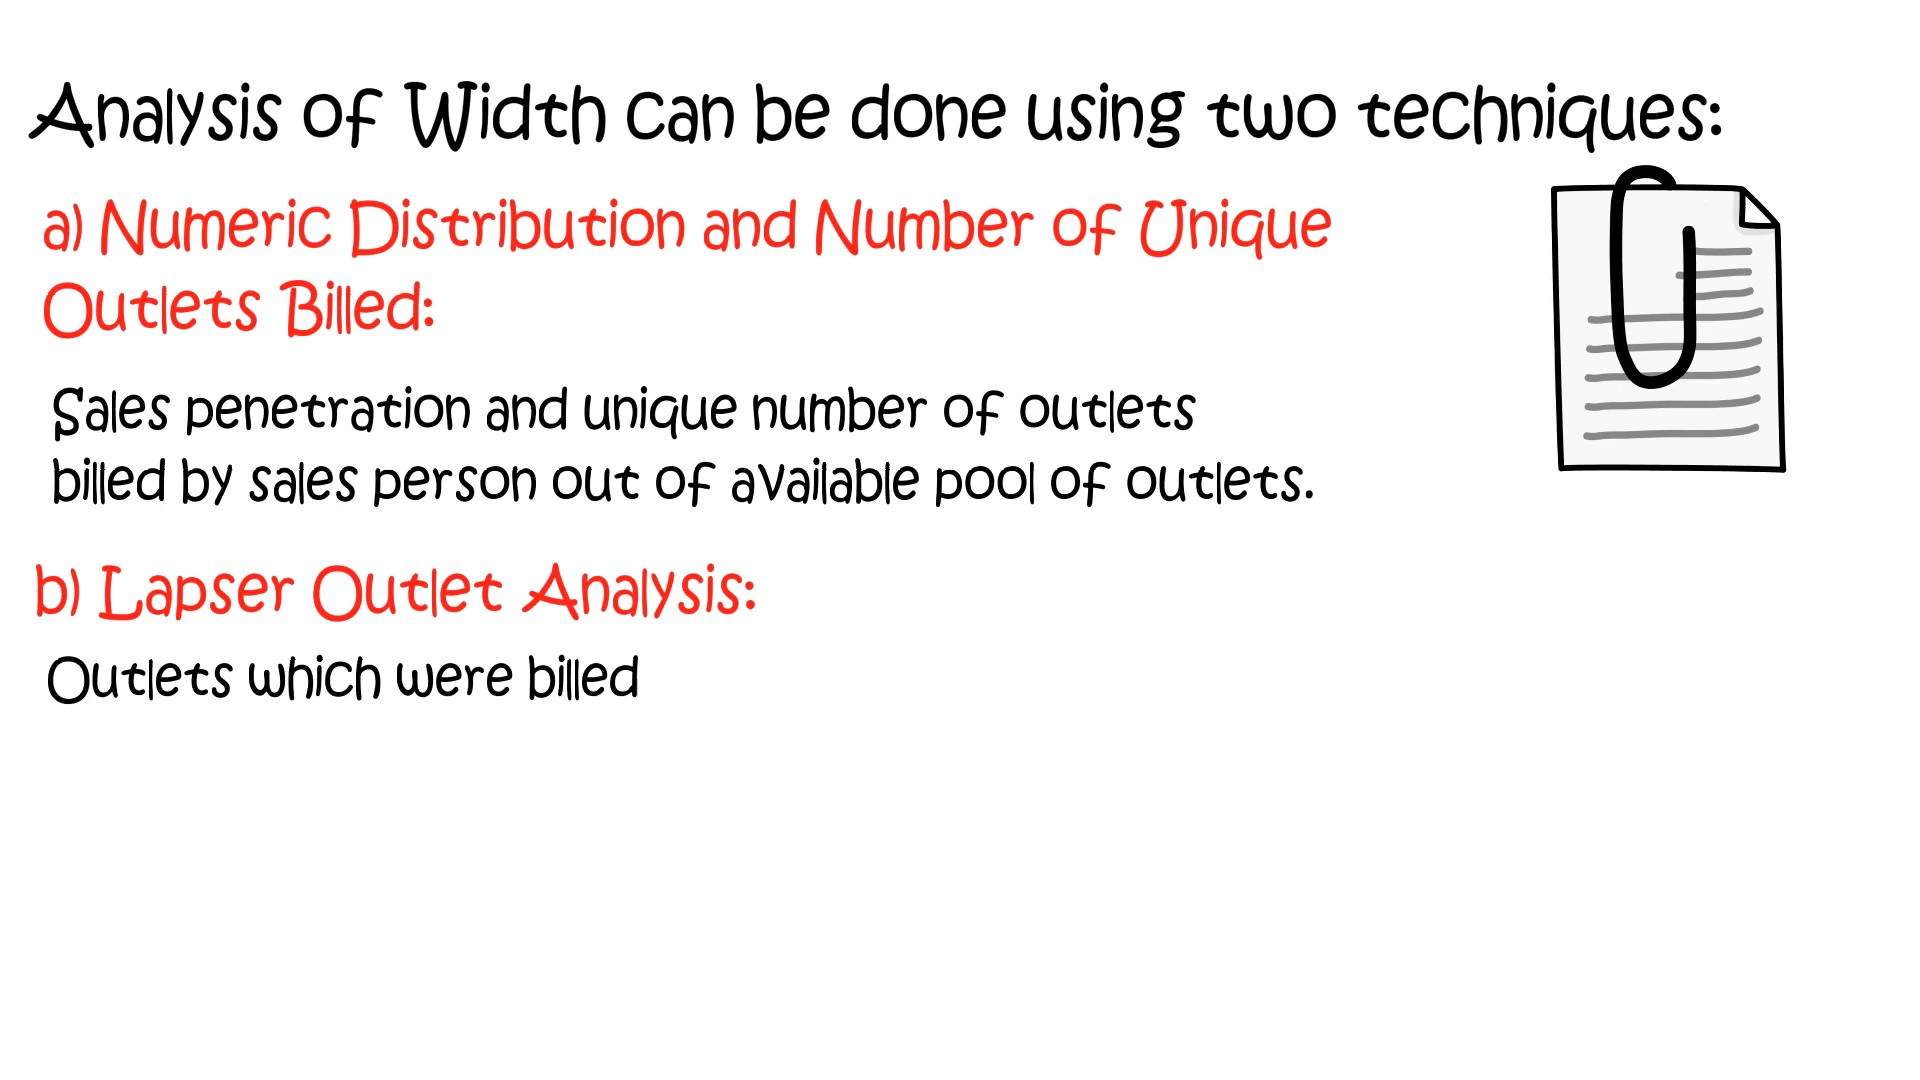 Analysis of Width can be done using two techniques:
a) Numeric Distribution and Number of Unique
Outlets Billed:
Sales penetration and unique number of outlets
billed by sales person out of available pool of outlets.
b) Lapser Outlet Analysis:
Outlets which were billed